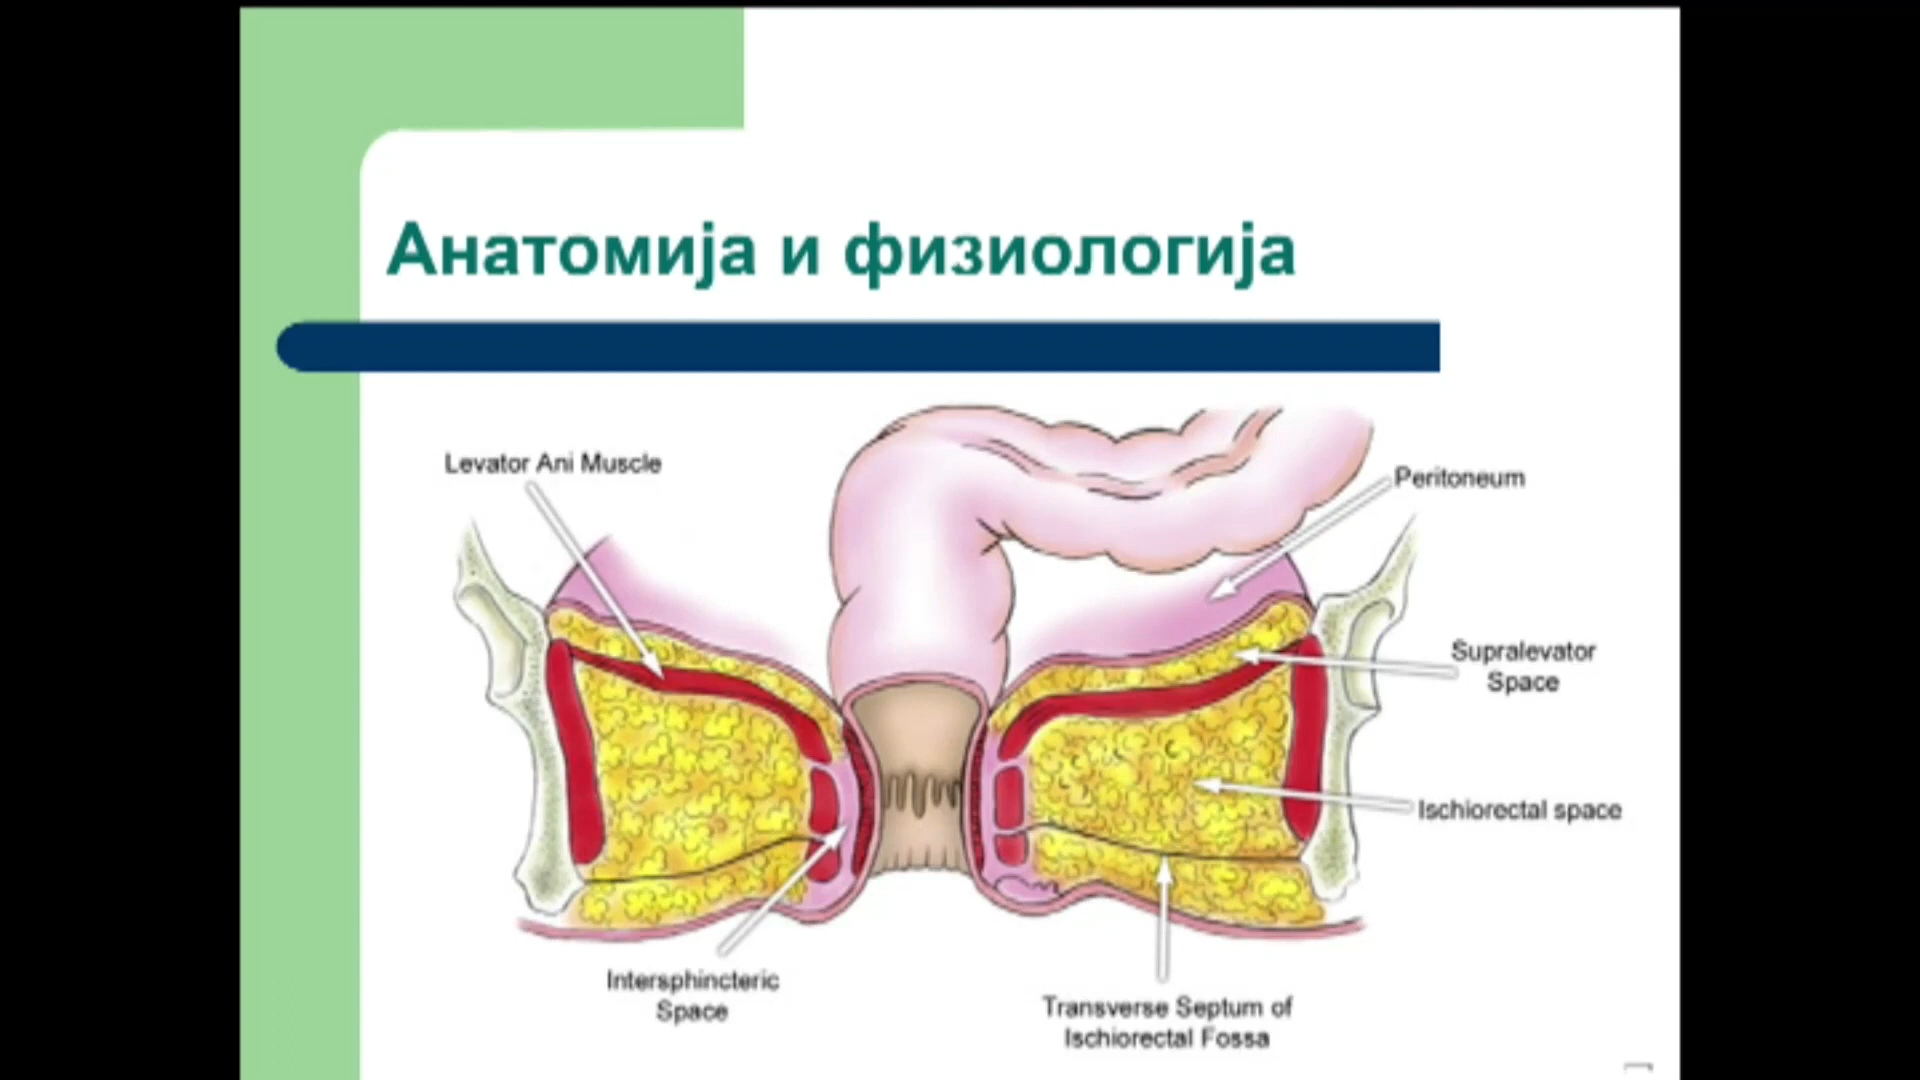 Анатомија и физиологија
Levator Ani Muscle
Peritoneum
Supralevator
Space
Ischiorectal space
Intersphincteric
Space
Transverse Septum of
Ischiorectal Fossa